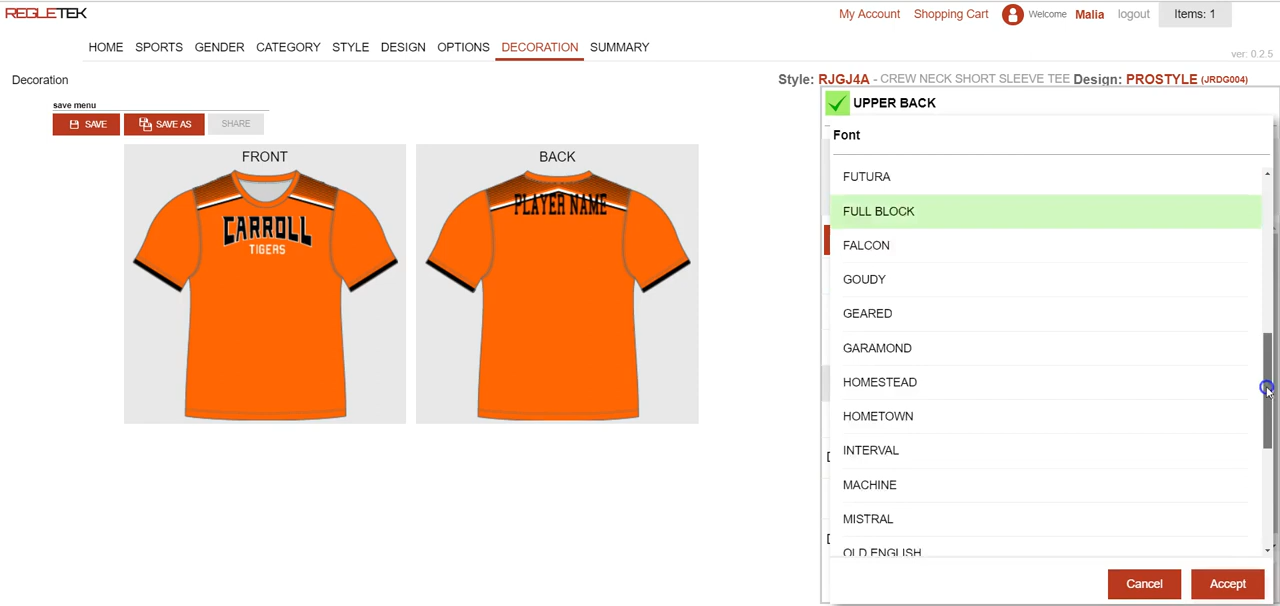 REGLETEK
My Account Shopping Cart Welcome Malia logout Items: 1
HOME SPORTS GENDER CATEGORY STYLE DESIGN OPTIONS DECORATION SUMMARY
ver: 0.2.5
Decoration
Style: RJGJ4A - CREW NECK SHORT SLEEVE TEE Design: PROSTYLE (JRDG004)
save menu
SAVE SAVE AS SHARE
FRONT
CARROLL
TIGERS
BACK
PLAYER NAME
UPPER BACK
Font
FUTURA
FULL BLOCK
FALCON
GOUDY
GEARED
GARAMOND
HOMESTEAD
HOMETOWN
INTERVAL
MACHINE
MISTRAL
OLD ENGLISH
Cancel Accept